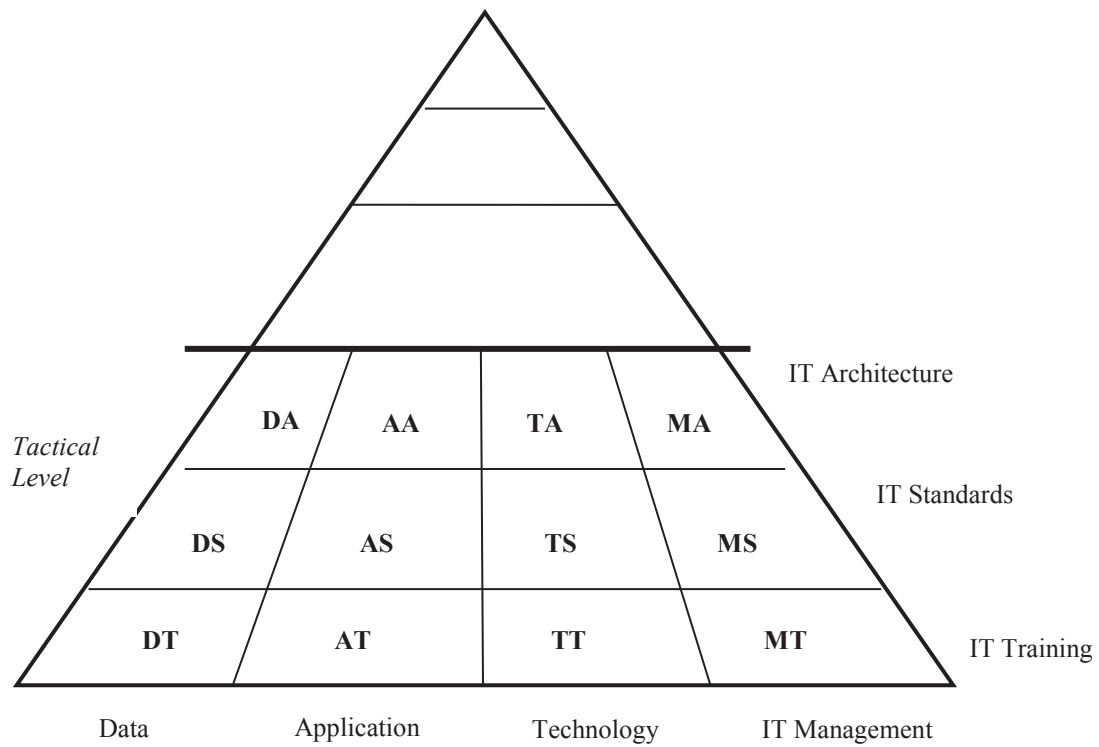 IT Architecture
DA AA TA MA
Tactical
Level
IT Standards
DS AS TS MS
DT AT TT MT
IT Training
Data Application Technology IT Management